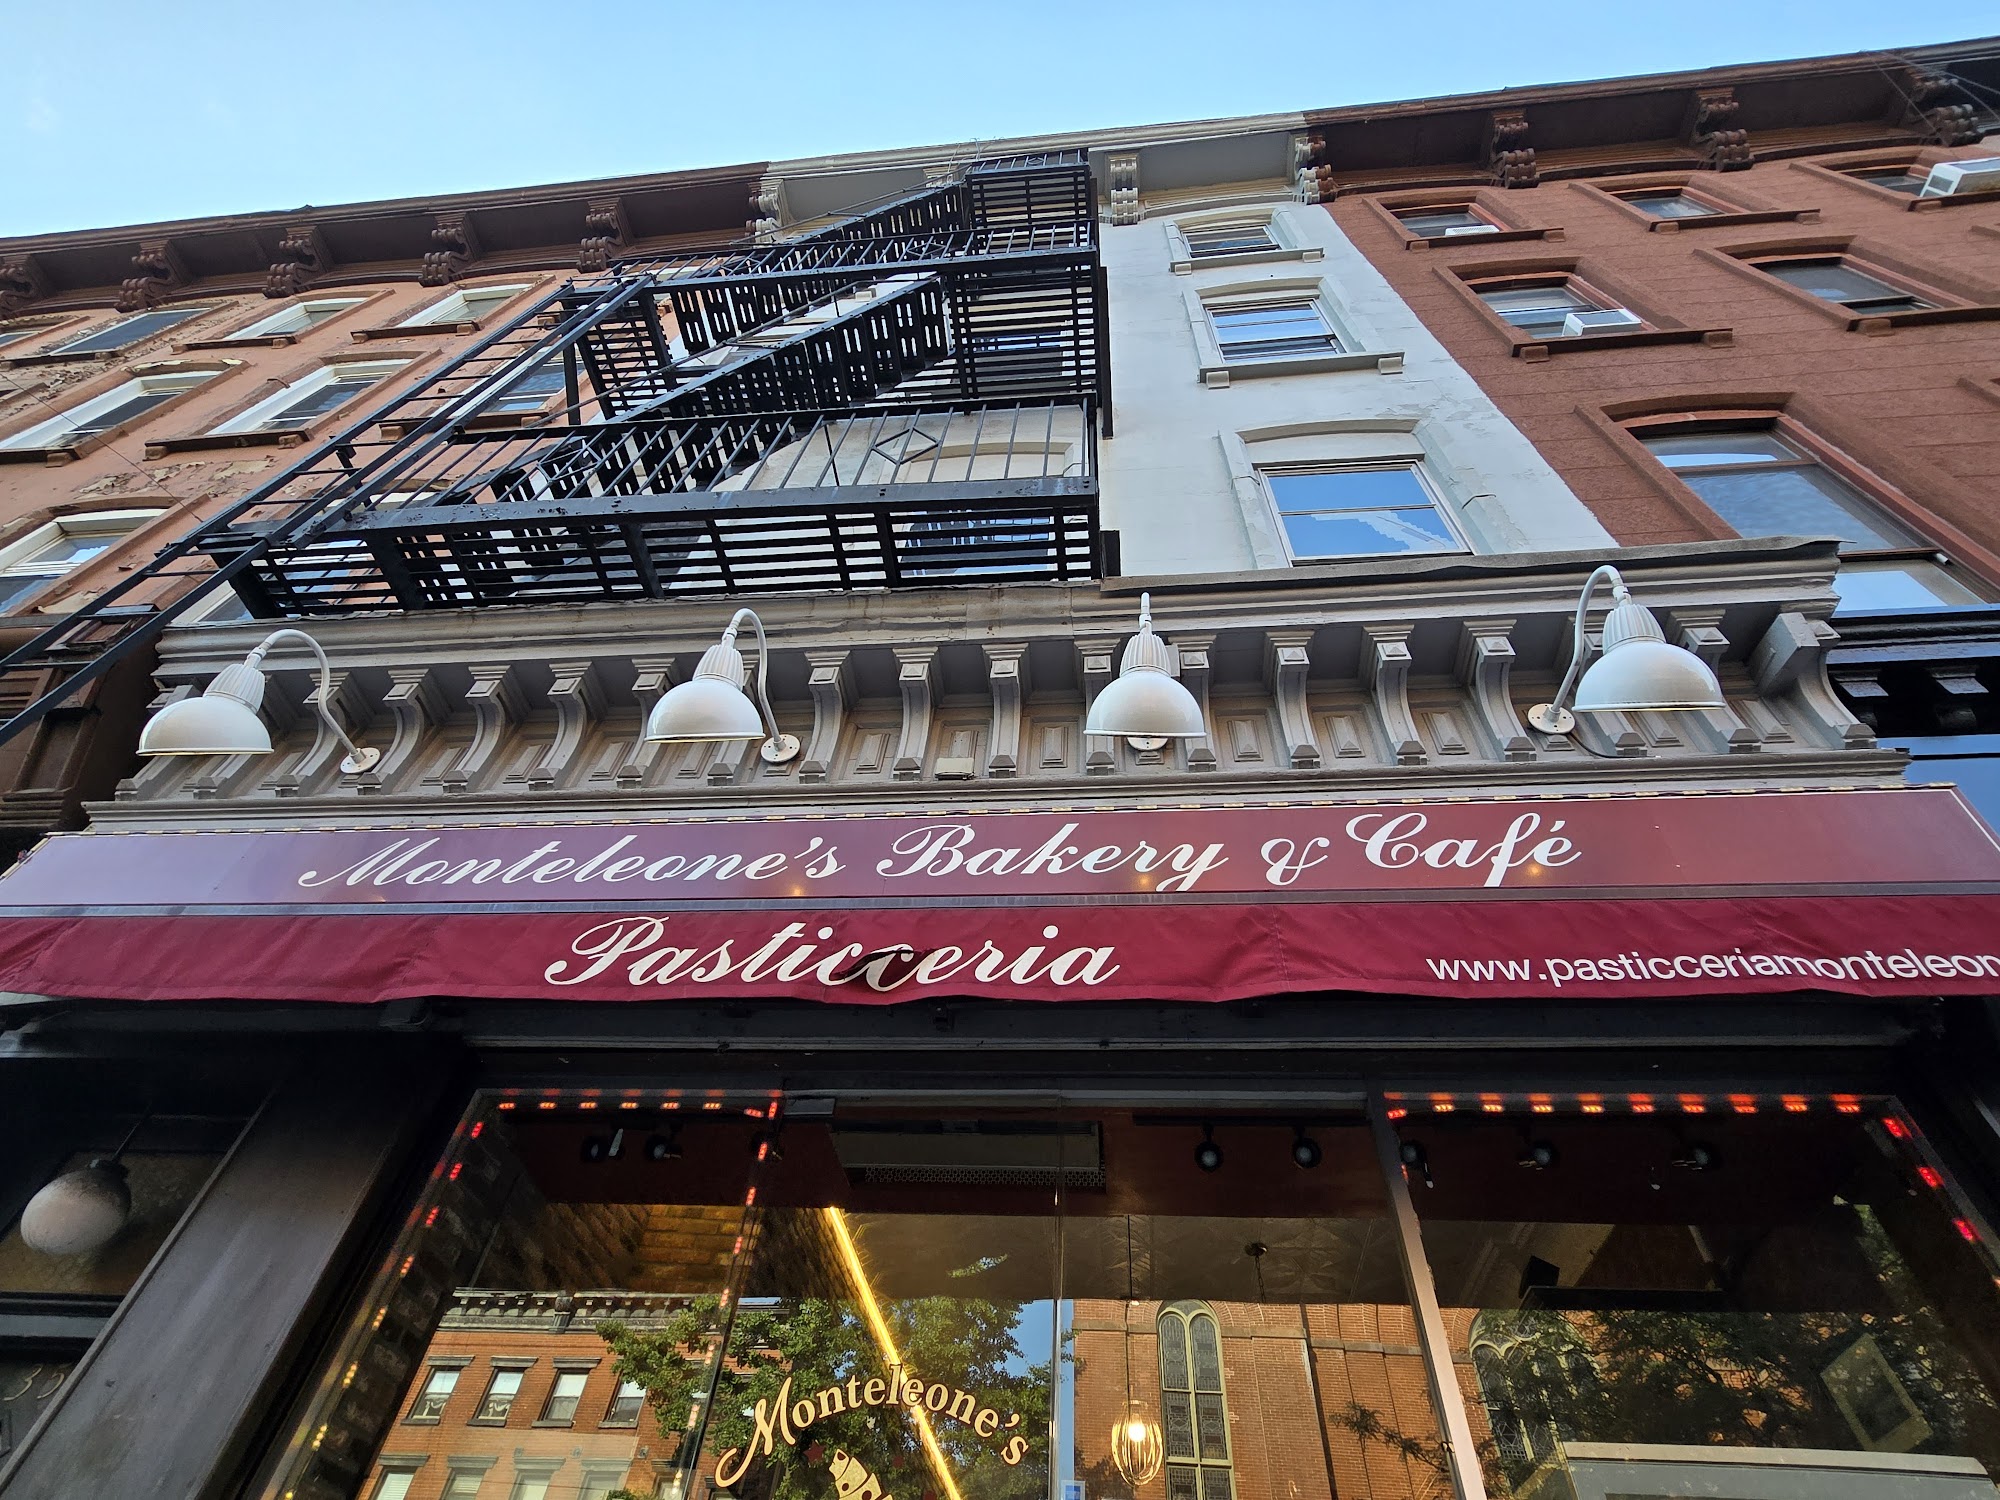 Monteleone's Bakery & Café
Pasticceria
www.pasticceriamonteleon
Monteleone's